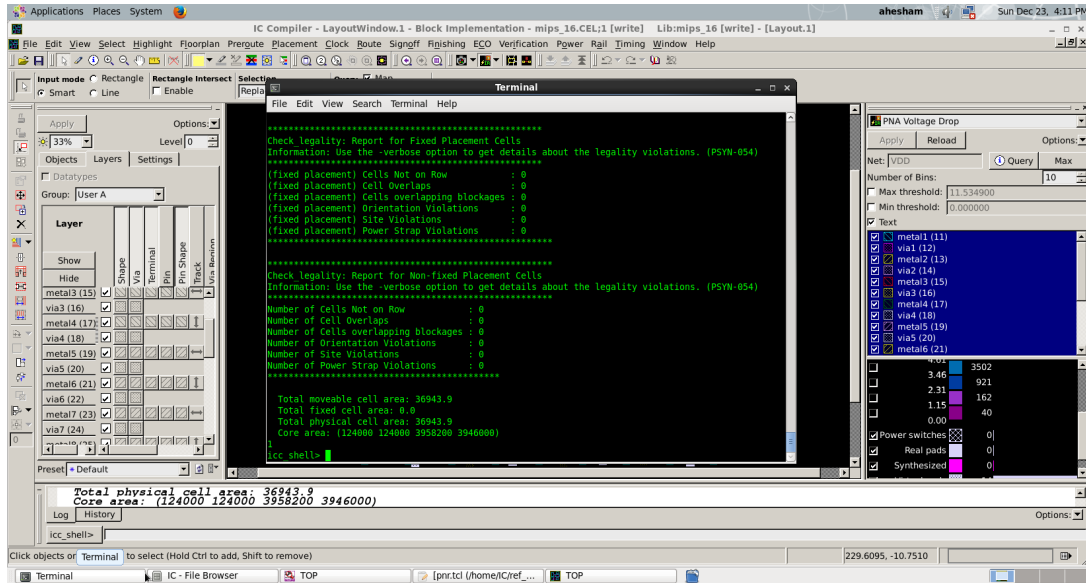 Applications Places System
ahesham
Sun Dec 23, 4:11 PM
IC Compiler - LayoutWindow.1 - Block Implementation - mips_16.CEL;1 [write] Lib:mips_16 [write] - [Layout.1]
File Edit View Select Highlight Floorplan Preroute Placement Clock Route Signoff Finishing ECO Verification Power Rail Timing Window Help
Input mode
Rectangle
Smart
Line
Rectangle Intersect
Enable
Terminal
File Edit View Search Terminal Help
*****************************************************
Check_legality: Report for Fixed Placement Cells
Information: Use the -verbose option to get details about the legality violations. (PSYN-054)
*****************************************************
(fixed placement) Cells Not on Row : 0
(fixed placement) Cell Overlaps : 0
(fixed placement) Cells overlapping blockages : 0
(fixed placement) Orientation Violations : 0
(fixed placement) Site Violations : 0
(fixed placement) Power Strap Violations : 0
*******************************************************
*******************************************************
Check_legality: Report for Non-fixed Placement Cells
Information: Use the -verbose option to get details about the legality violations. (PSYN-054)
*******************************************************
Number of Cells Not on Row : 0
Number of Cell Overlaps : 0
Number of Cells overlapping blockages : 0
Number of Orientation Violations : 0
Number of Site Violations : 0
Number of Power Strap Violations : 0
*********************************************
Total moveable cell area: 36943.9
Total fixed cell area: 0.0
Total physical cell area: 36943.9
Core area: (124000 124000 3958200 3946000)
1
icc_shell>
Apply
Options:
33%
Level 0
Objects Layers Settings
Datatypes
Group: User A
Layer
Show
Hide
Shape
Via
Terminal
Pin
Pin Shape
Track
Via Region
metal3 (15)
via3 (16)
metal4 (17)
via4 (18)
metal5 (19)
via5 (20)
metal6 (21)
via6 (22)
metal7 (23)
via7 (24)
0
Preset Default
PNA Voltage Drop
Apply Reload Options:
Net: VDD Query Max
Number of Bins: 10
Max threshold: 11.534900
Min threshold: 0.000000
Text
metal1 (11)
via1 (12)
metal2 (13)
via2 (14)
metal3 (15)
via3 (16)
metal4 (17)
via4 (18)
metal5 (19)
via5 (20)
metal6 (21)
3.46 3502
2.31 921
1.15 162
0.00 40
Power switches 0
Real pads 0
Synthesized 0
Total physical cell area: 36943.9
Core area: (124000 124000 3958200 3946000)
Log History
Options:
icc_shell>
Click objects or Terminal to select (Hold Ctrl to add, Shift to remove)
229.6095, -10.7510
Terminal
IC - File Browser
TOP
[pnr.tcl (/home/IC/ref_...
TOP